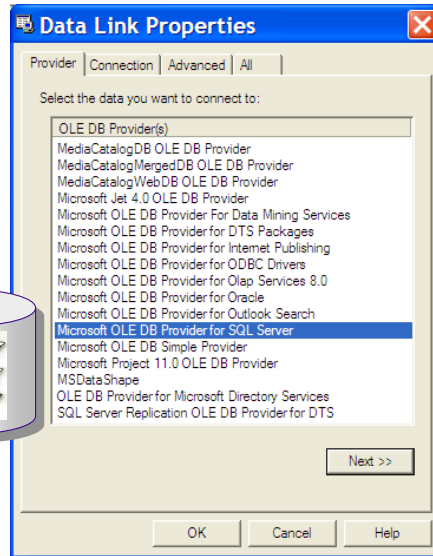 Data Link Properties
Provider Connection Advanced All
Select the data you want to connect to:
OLE DB Provider(s)
MediaCatalogDB OLE DB Provider
MediaCatalogMergedDB OLE DB Provider
MediaCatalogWebDB OLE DB Provider
Microsoft Jet 4.0 OLE DB Provider
Microsoft OLE DB Provider For Data Mining Services
Microsoft OLE DB Provider for DTS Packages
Microsoft OLE DB Provider for Internet Publishing
Microsoft OLE DB Provider for ODBC Drivers
Microsoft OLE DB Provider for Olap Services 8.0
Microsoft OLE DB Provider for Oracle
Microsoft OLE DB Provider for Outlook Search
Microsoft OLE DB Provider for SQL Server
Microsoft OLE DB Simple Provider
Microsoft Project 11.0 OLE DB Provider
MSDataShape
OLE DB Provider for Microsoft Directory Services
SQL Server Replication OLE DB Provider for DTS
Next >>
OK Cancel Help